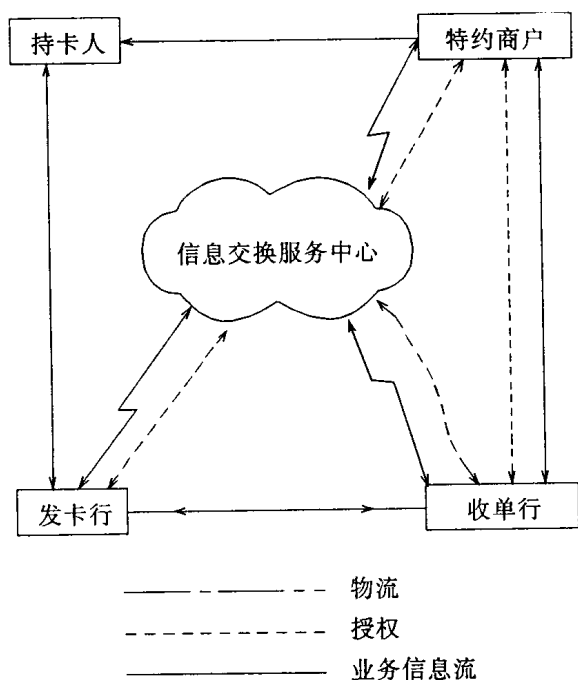 持卡人
特约商户
信息交换服务中心
发卡行
收单行
物流
授权
业务信息流